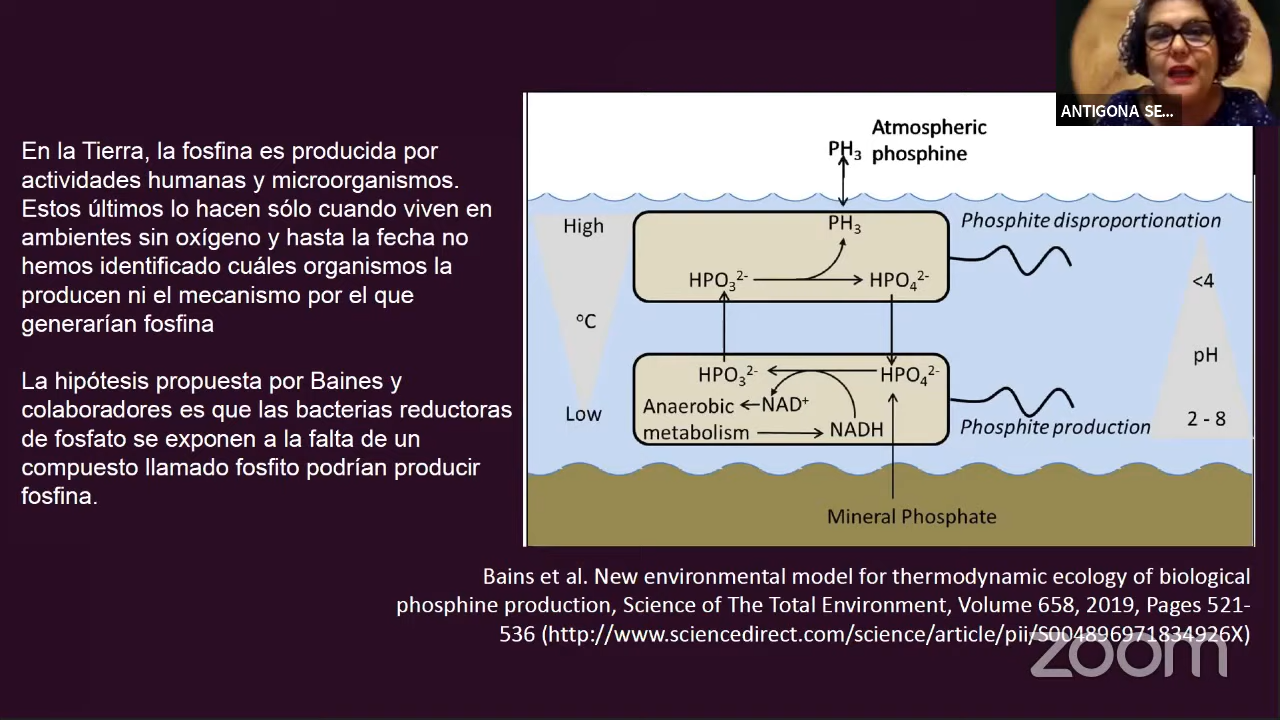 ANTIGONA SE...
En la Tierra, la fosfina es producida por
actividades humanas y microorganismos.
Estos últimos lo hacen sólo cuando viven en
ambientes sin oxígeno y hasta la fecha no
hemos identificado cuáles organismos la
producen ni el mecanismo por el que
generarían fosfina
La hipótesis propuesta por Baines y
colaboradores es que las bacterias reductoras
de fosfato se exponen a la falta de un
compuesto llamado fosfito podrían producir
fosfina.
Atmospheric
PH₃ phosphine
High
PH₃
Phosphite disproportionation
HPO₃²⁻
HPO₄²⁻
<4
°C
pH
HPO₃²⁻
HPO₄²⁻
Low
Anaerobic
NAD⁺
metabolism
NADH
Phosphite production
2 - 8
Mineral Phosphate
Bains et al. New environmental model for thermodynamic ecology of biological
phosphine production, Science of The Total Environment, Volume 658, 2019, Pages 521-
536 (http://www.sciencedirect.com/science/article/pii/S004896971834926X)
zoom